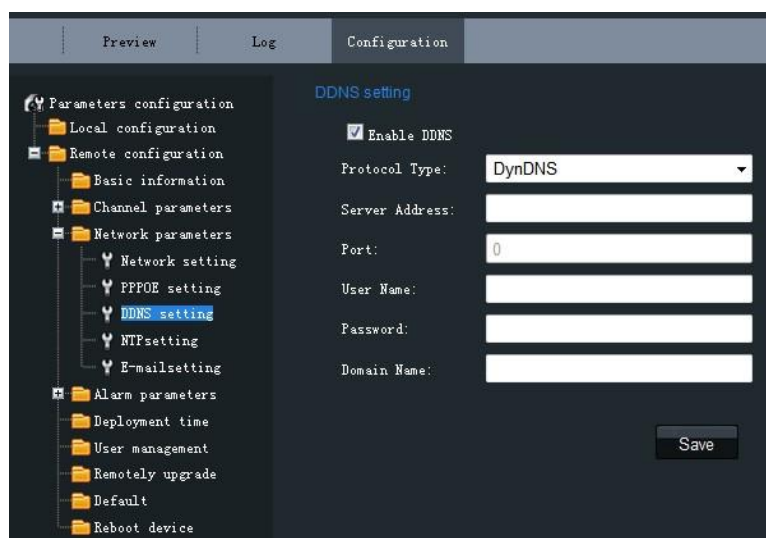 Preview Log Configuration
Parameters configuration
Local configuration
Remote configuration
Basic information
Channel parameters
Network parameters
Network setting
PPPOE setting
DDNS setting
NTPsetting
E-mailsetting
Alarm parameters
Deployment time
User management
Remotely upgrade
Default
Reboot device
DDNS setting
Enable DDNS
Protocol Type: DynDNS
Server Address:
Port: 0
User Name:
Password:
Domain Name:
Save